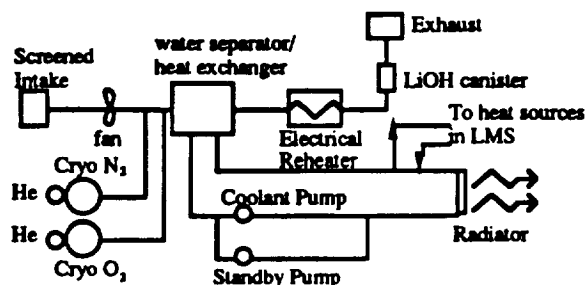 Exhaust
water separator/
heat exchanger
Screened
Intake
LiOH canister
To heat sources
in LMS
fan
Electrical
Reheater
Cryo N₂
He
Coolant Pump
He
Radiator
Cryo O₂
Standby Pump